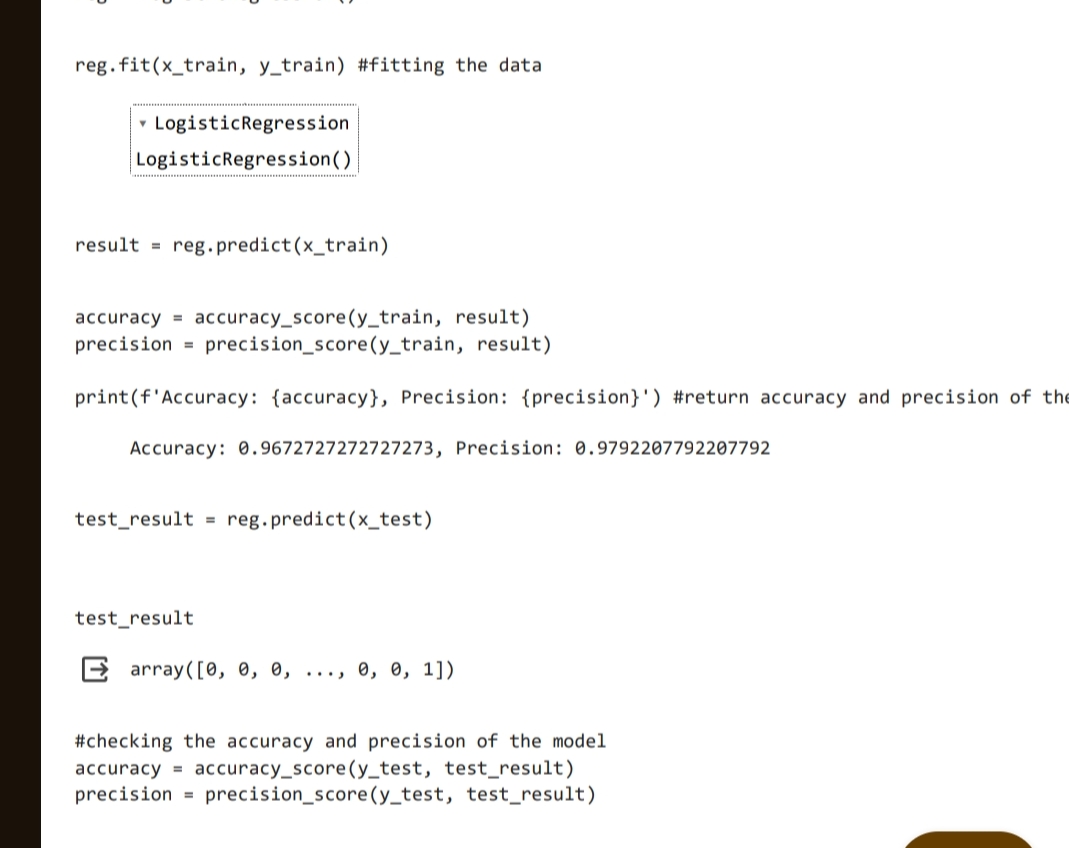 reg.fit(x_train, y_train) #fitting the data
▾ LogisticRegression
LogisticRegression()
result = reg.predict(x_train)
accuracy = accuracy_score(y_train, result)
precision = precision_score(y_train, result)
print(f'Accuracy: {accuracy}, Precision: {precision}') #return accuracy and precision of the
Accuracy: 0.9672727272727273, Precision: 0.9792207792207792
test_result = reg.predict(x_test)
test_result
array([0, 0, 0, ..., 0, 0, 1])
#checking the accuracy and precision of the model
accuracy = accuracy_score(y_test, test_result)
precision = precision_score(y_test, test_result)